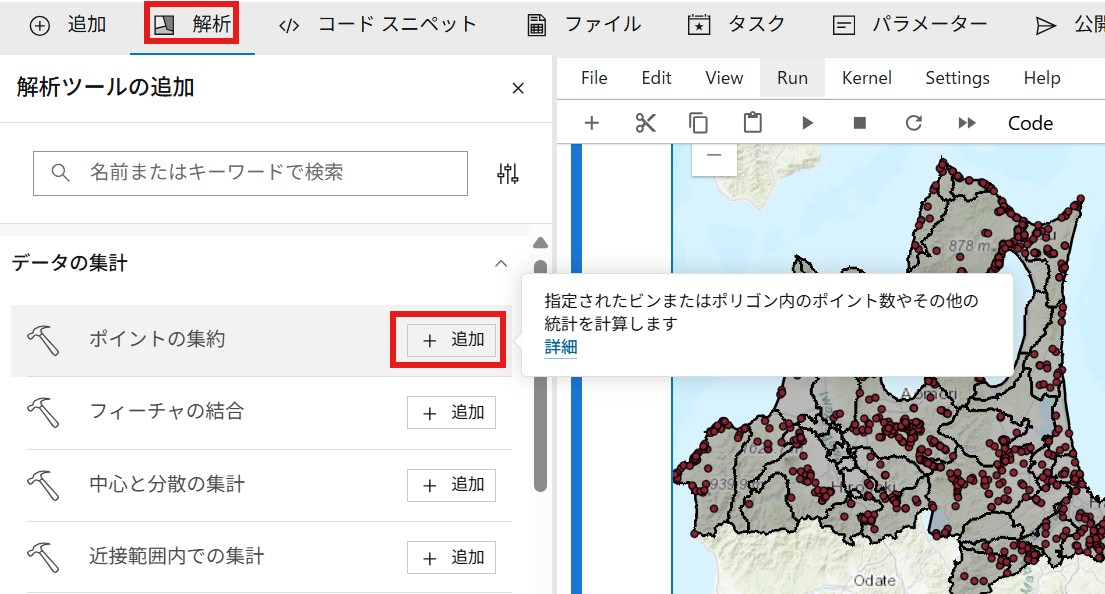 追加
解析
コード スニペット
ファイル
タスク
パラメーター
解析ツールの追加
名前またはキーワードで検索
データの集計
ポイントの集約
追加
フィーチャの結合
追加
中心と分散の集計
追加
近接範囲内での集計
追加
File Edit View Run Kernel Settings Help
Code
878 m
指定されたビンまたはポリゴン内のポイント数やその他の
統計を計算します
詳細
Odate